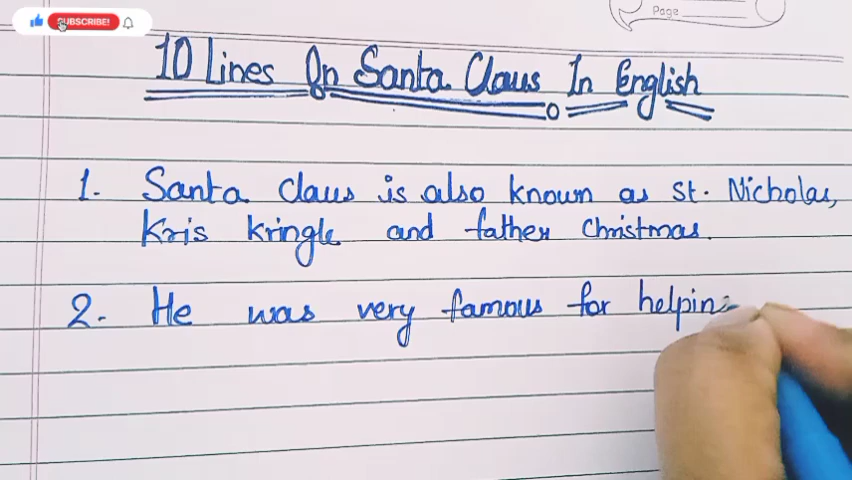 SUBSCRIBE!
Page
10 Lines On Santa Claus In English
1. Santa claus is also known as St. Nicholas,
Kris kringle and father Christmas.
2. He was very famous for helpin